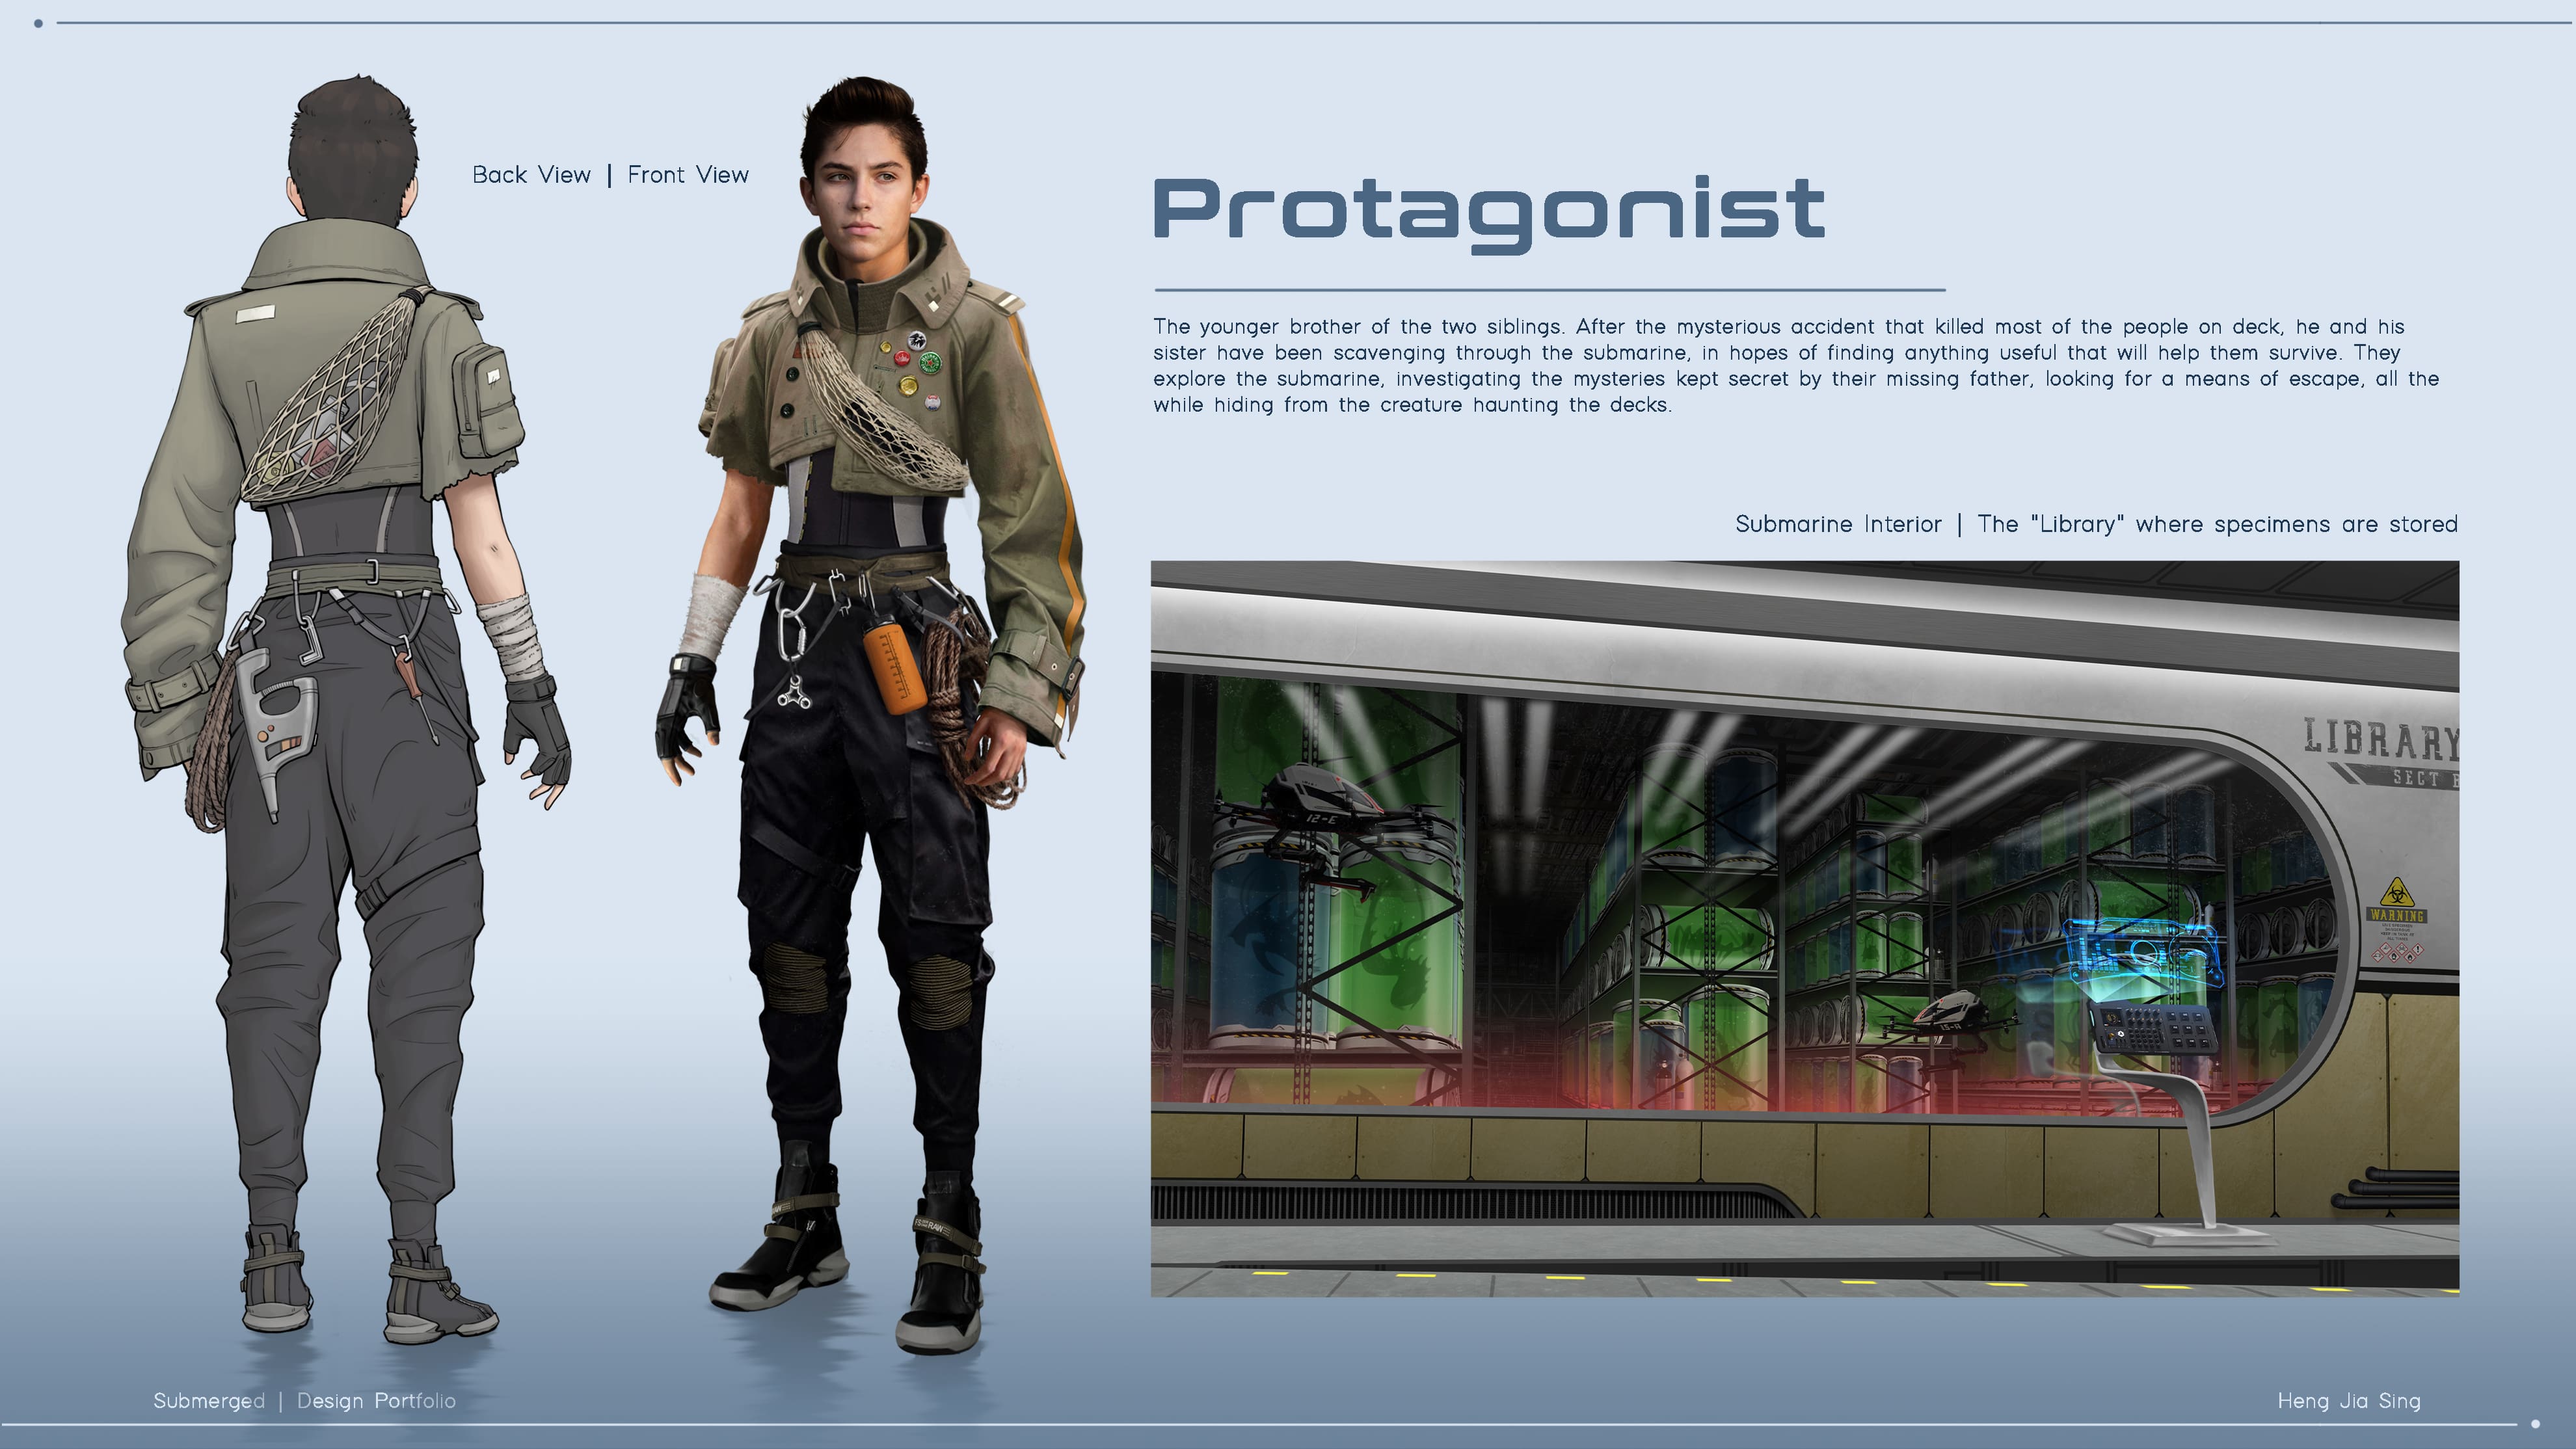 Back View | Front View
Protagonist
The younger brother of the two siblings. After the mysterious accident that killed most of the people on deck, he and his
sister have been scavenging through the submarine, in hopes of finding anything useful that will help them survive. They
explore the submarine, investigating the mysteries kept secret by their missing father, looking for a means of escape, all the
while hiding from the creature haunting the decks.
Submarine Interior | The "Library" where specimens are stored
LIBRARY
SECT
12-E
WARNING
RAW
RAW
Submerged | Design Portfolio
Heng Jia Sing